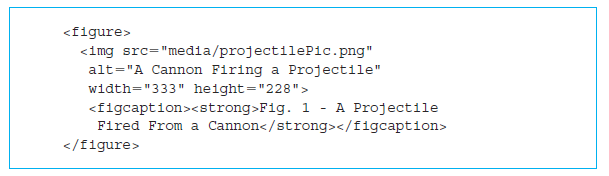 <figure>
<img src="media/projectilePic.png"
alt="A Cannon Firing a Projectile"
width="333" height="228">
<figcaption><strong>Fig. 1 - A Projectile
Fired From a Cannon</strong></figcaption>
</figure>